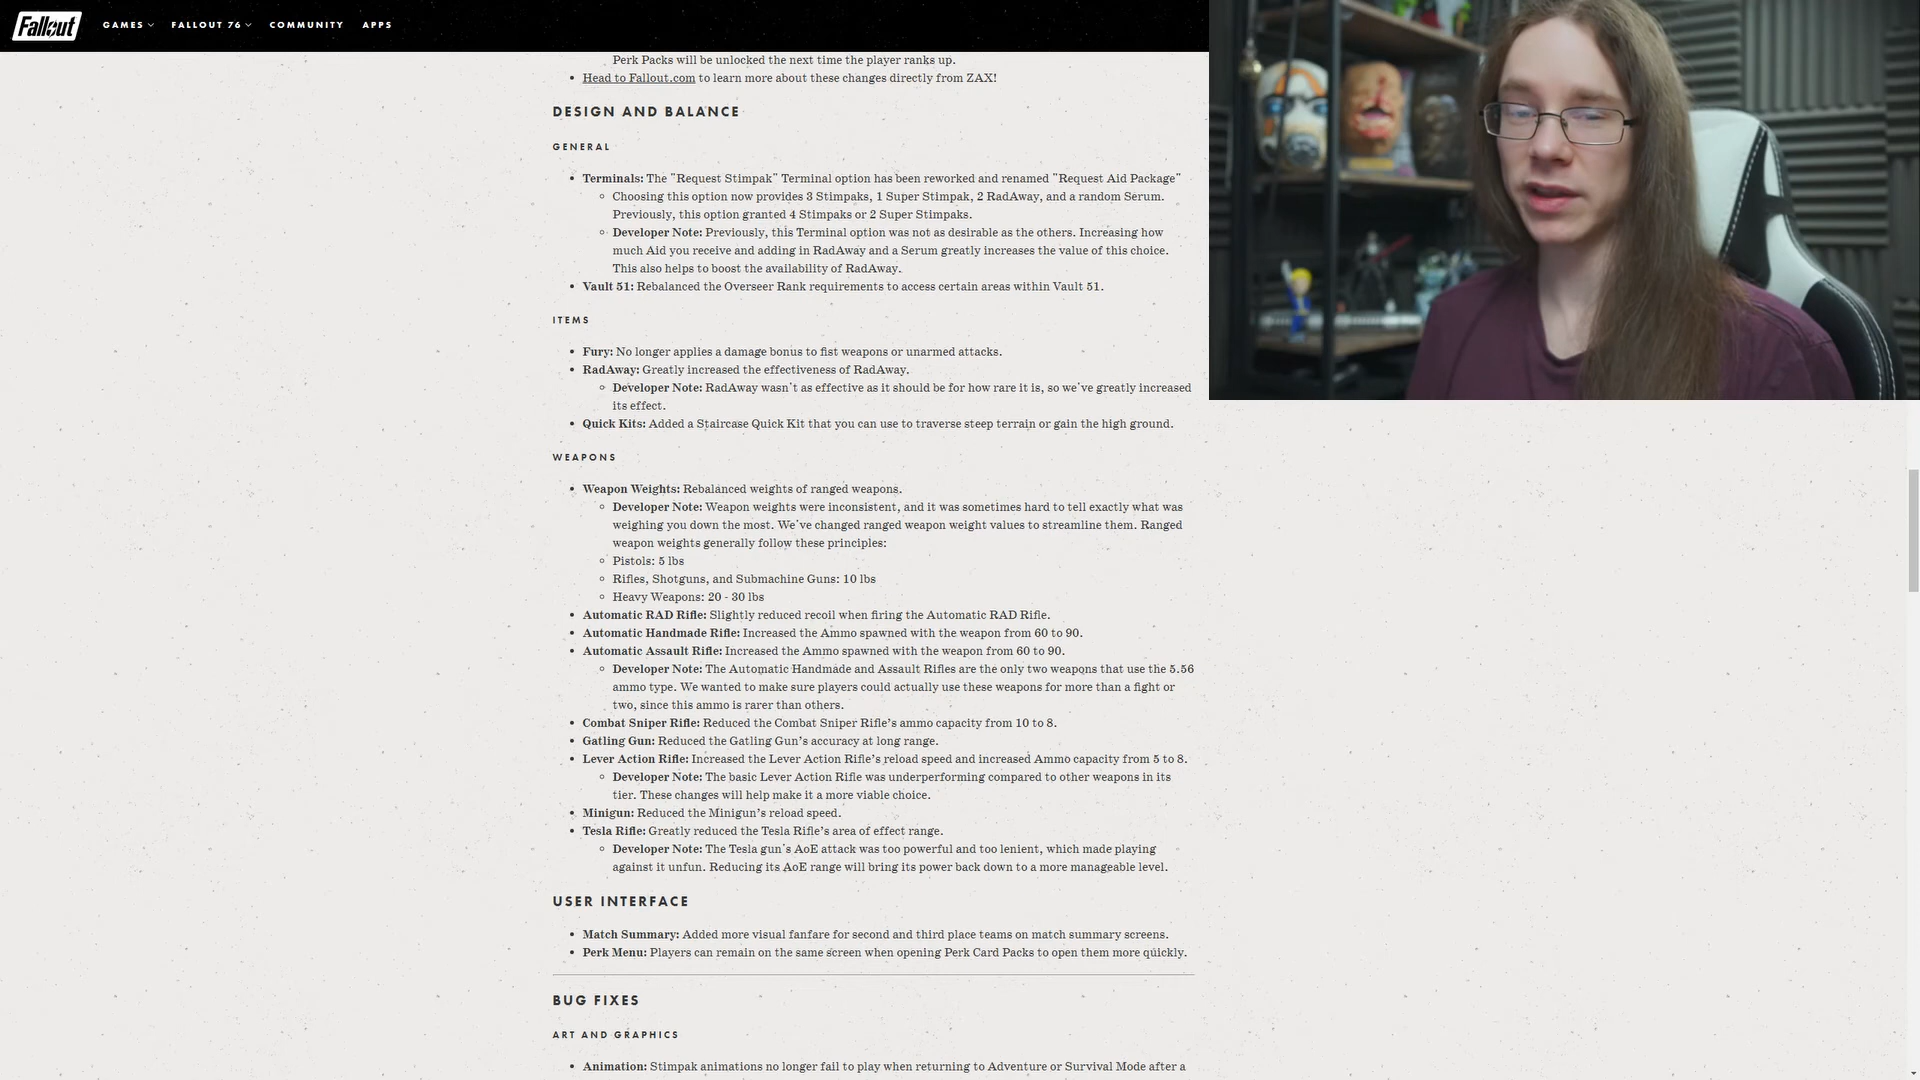 Fallout GAMES FALLOUT 76 COMMUNITY APPS
Perk Packs will be unlocked the next time the player ranks up.
• Head to Fallout.com to learn more about these changes directly from ZAX!
DESIGN AND BALANCE
GENERAL
• Terminals: The "Request Stimpak" Terminal option has been reworked and renamed "Request Aid Package"
◦ Choosing this option now provides 3 Stimpaks, 1 Super Stimpak, 2 RadAway, and a random Serum.
Previously, this option granted 4 Stimpaks or 2 Super Stimpaks.
◦ Developer Note: Previously, this Terminal option was not as desirable as the others. Increasing how
much Aid you receive and adding in RadAway and a Serum greatly increases the value of this choice.
This also helps to boost the availability of RadAway.
• Vault 51: Rebalanced the Overseer Rank requirements to access certain areas within Vault 51.
ITEMS
• Fury: No longer applies a damage bonus to fist weapons or unarmed attacks.
• RadAway: Greatly increased the effectiveness of RadAway.
◦ Developer Note: RadAway wasn't as effective as it should be for how rare it is, so we've greatly increased
its effect.
• Quick Kits: Added a Staircase Quick Kit that you can use to traverse steep terrain or gain the high ground.
WEAPONS
• Weapon Weights: Rebalanced weights of ranged weapons.
◦ Developer Note: Weapon weights were inconsistent, and it was sometimes hard to tell exactly what was
weighing you down the most. We've changed ranged weapon weight values to streamline them. Ranged
weapon weights generally follow these principles:
◦ Pistols: 5 lbs
◦ Rifles, Shotguns, and Submachine Guns: 10 lbs
◦ Heavy Weapons: 20 - 30 lbs
• Automatic RAD Rifle: Slightly reduced recoil when firing the Automatic RAD Rifle.
• Automatic Handmade Rifle: Increased the Ammo spawned with the weapon from 60 to 90.
• Automatic Assault Rifle: Increased the Ammo spawned with the weapon from 60 to 90.
◦ Developer Note: The Automatic Handmade and Assault Rifles are the only two weapons that use the 5.56
ammo type. We wanted to make sure players could actually use these weapons for more than a fight or
two, since this ammo is rarer than others.
• Combat Sniper Rifle: Reduced the Combat Sniper Rifle's ammo capacity from 10 to 8.
• Gatling Gun: Reduced the Gatling Gun's accuracy at long range.
• Lever Action Rifle: Increased the Lever Action Rifle's reload speed and increased Ammo capacity from 5 to 8.
◦ Developer Note: The basic Lever Action Rifle was underperforming compared to other weapons in its
tier. These changes will help make it a more viable choice.
• Minigun: Reduced the Minigun's reload speed.
• Tesla Rifle: Greatly reduced the Tesla Rifle's area of effect range.
◦ Developer Note: The Tesla gun's AoE attack was too powerful and too lenient, which made playing
against it unfun. Reducing its AoE range will bring its power back down to a more manageable level.
USER INTERFACE
• Match Summary: Added more visual fanfare for second and third place teams on match summary screens.
• Perk Menu: Players can remain on the same screen when opening Perk Card Packs to open them more quickly.
BUG FIXES
ART AND GRAPHICS
• Animation: Stimpak animations no longer fail to play when returning to Adventure or Survival Mode after a